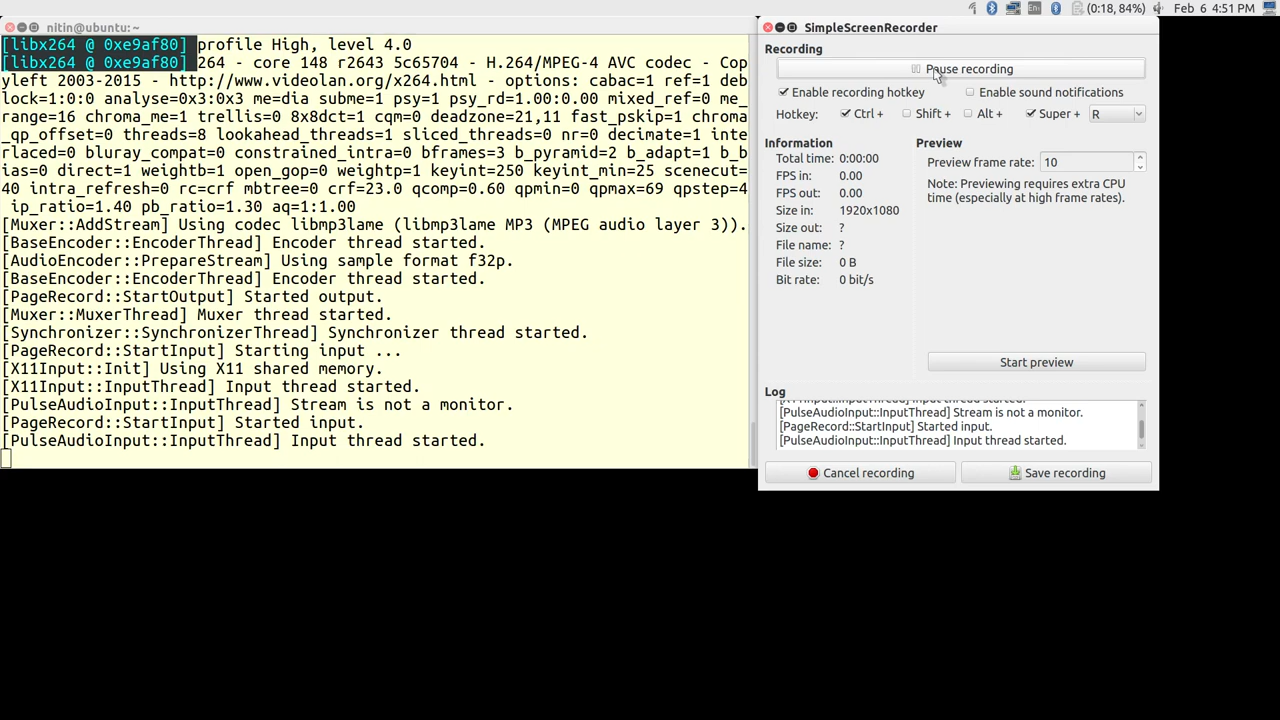 (0:18, 84%) Feb 6 4:51 PM
nitin@ubuntu: ~
[libx264 @ 0xe9af80] profile High, level 4.0
[libx264 @ 0xe9af80] 264 - core 148 r2643 5c65704 - H.264/MPEG-4 AVC codec - Cop
yleft 2003-2015 - http://www.videolan.org/x264.html - options: cabac=1 ref=1 deb
lock=1:0:0 analyse=0x3:0x3 me=dia subme=1 psy=1 psy_rd=1.00:0.00 mixed_ref=0 me_
range=16 chroma_me=1 trellis=0 8x8dct=1 cqm=0 deadzone=21,11 fast_pskip=1 chroma
_qp_offset=0 threads=8 lookahead_threads=1 sliced_threads=0 nr=0 decimate=1 inte
rlaced=0 bluray_compat=0 constrained_intra=0 bframes=3 b_pyramid=2 b_adapt=1 b_b
ias=0 direct=1 weightb=1 open_gop=0 weightp=1 keyint=250 keyint_min=25 scenecut=
40 intra_refresh=0 rc=crf mbtree=0 crf=23.0 qcomp=0.60 qpmin=0 qpmax=69 qpstep=4
 ip_ratio=1.40 pb_ratio=1.30 aq=1:1.00
[Muxer::AddStream] Using codec libmp3lame (libmp3lame MP3 (MPEG audio layer 3)).
[BaseEncoder::EncoderThread] Encoder thread started.
[AudioEncoder::PrepareStream] Using sample format f32p.
[BaseEncoder::EncoderThread] Encoder thread started.
[PageRecord::StartOutput] Started output.
[Muxer::MuxerThread] Muxer thread started.
[Synchronizer::SynchronizerThread] Synchronizer thread started.
[PageRecord::StartInput] Starting input ...
[X11Input::Init] Using X11 shared memory.
[X11Input::InputThread] Input thread started.
[PulseAudioInput::InputThread] Stream is not a monitor.
[PageRecord::StartInput] Started input.
[PulseAudioInput::InputThread] Input thread started.
SimpleScreenRecorder
Recording
Pause recording
Enable recording hotkey Enable sound notifications
Hotkey: Ctrl + Shift + Alt + Super + R
Information
Total time: 0:00:00
FPS in: 0.00
FPS out: 0.00
Size in: 1920x1080
Size out: ?
File name: ?
File size: 0 B
Bit rate: 0 bit/s
Preview
Preview frame rate: 10
Note: Previewing requires extra CPU
time (especially at high frame rates).
Start preview
Log
[PulseAudioInput::InputThread] Stream is not a monitor.
[PageRecord::StartInput] Started input.
[PulseAudioInput::InputThread] Input thread started.
Cancel recording Save recording